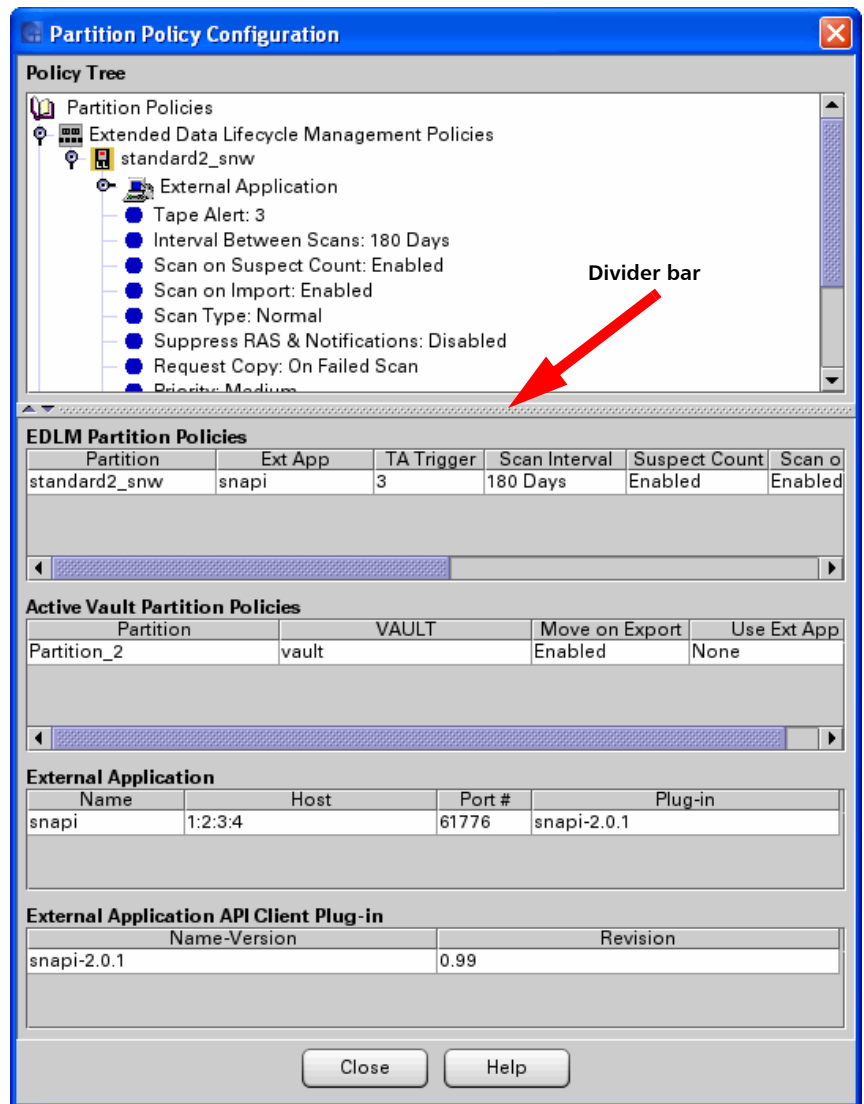 Partition Policy Configuration
Policy Tree
Partition Policies
Extended Data Lifecycle Management Policies
standard2_snw
External Application
Tape Alert: 3
Interval Between Scans: 180 Days
Scan on Suspect Count: Enabled
Divider bar
Scan on Import: Enabled
Scan Type: Normal
Suppress RAS & Notifications: Disabled
Request Copy: On Failed Scan
Priority: Medium
EDLM Partition Policies
Partition Ext App TA Trigger Scan Interval Suspect Count Scan o
standard2_snw snapi 3 180 Days Enabled Enabled
Active Vault Partition Policies
Partition VAULT Move on Export Use Ext App
Partition_2 vault Enabled None
External Application
Name Host Port # Plug-in
snapi 1:2:3:4 61776 snapi-2.0.1
External Application API Client Plug-in
Name-Version Revision
snapi-2.0.1 0.99
Close Help